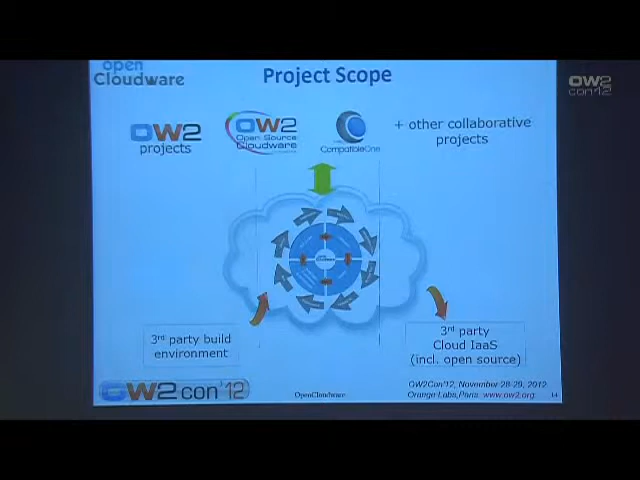 open
Cloudware
Project Scope
OW2
con'12
OW2
projects
OW2
Open Source
Cloudware
CompatibleOne
+ other collaborative
projects
3rd party build
environment
3rd party
Cloud IaaS
(incl. open source)
OW2con'12
OpenCloudware
OW2Con'12, November 28-29, 2012
Orange Labs, Paris www.ow2.org
14